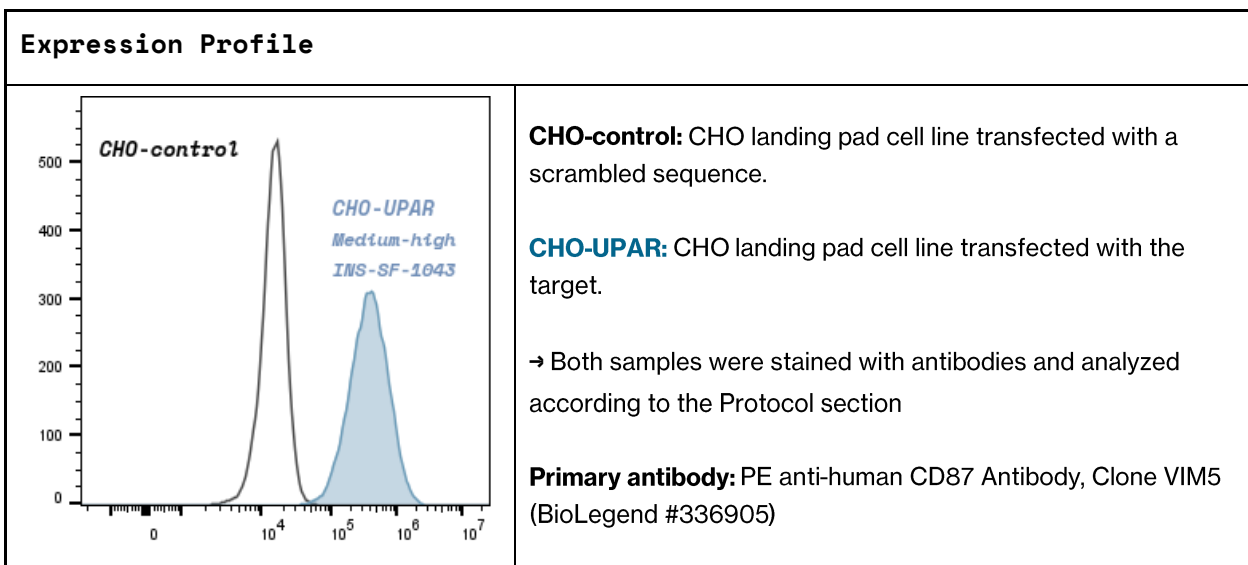 Expression Profile
CHO-control
CHO-UPAR
Medium-high
INS-SF-1043
500
400
300
200
100
0
0
10^4
10^5
10^6
10^7
CHO-control: CHO landing pad cell line transfected with a
scrambled sequence.
CHO-UPAR: CHO landing pad cell line transfected with the
target.
→ Both samples were stained with antibodies and analyzed
according to the Protocol section
Primary antibody: PE anti-human CD87 Antibody, Clone VIM5
(BioLegend #336905)